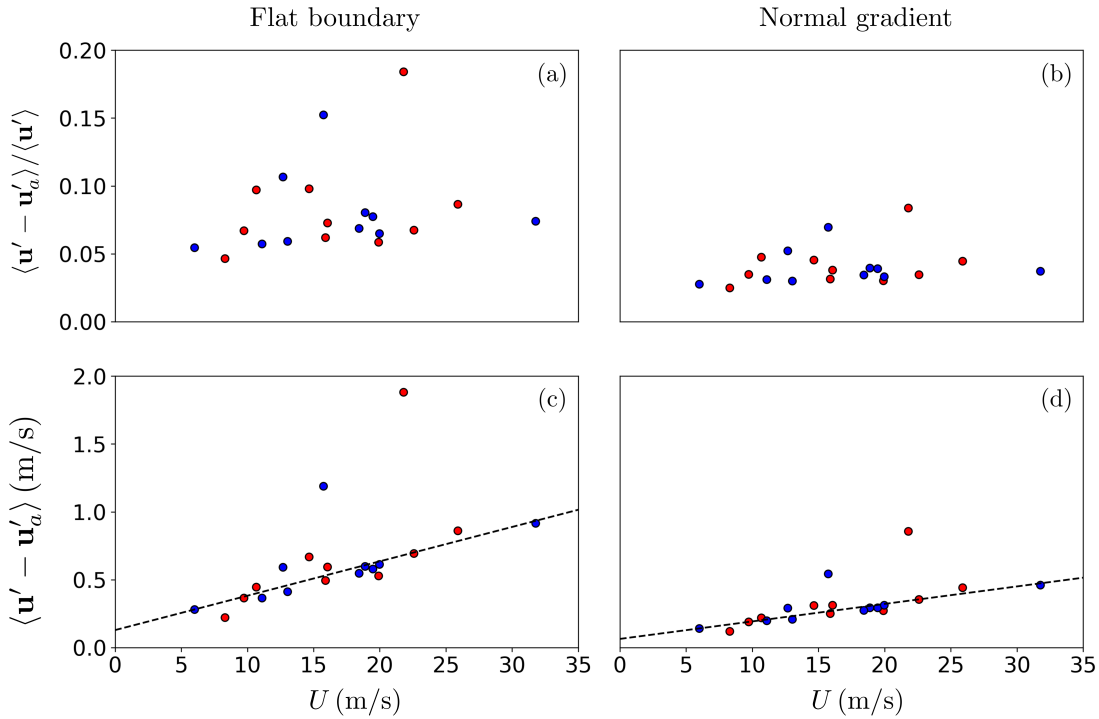 Flat boundary
Normal gradient
⟨𝐮′ − 𝐮′ₐ⟩/⟨𝐮′⟩
0.20
0.15
0.10
0.05
0.00
(a)
(b)
⟨𝐮′ − 𝐮′ₐ⟩ (m/s)
2.0
1.5
1.0
0.5
0.0
(c)
(d)
0 5 10 15 20 25 30 35
0 5 10 15 20 25 30 35
U (m/s)
U (m/s)